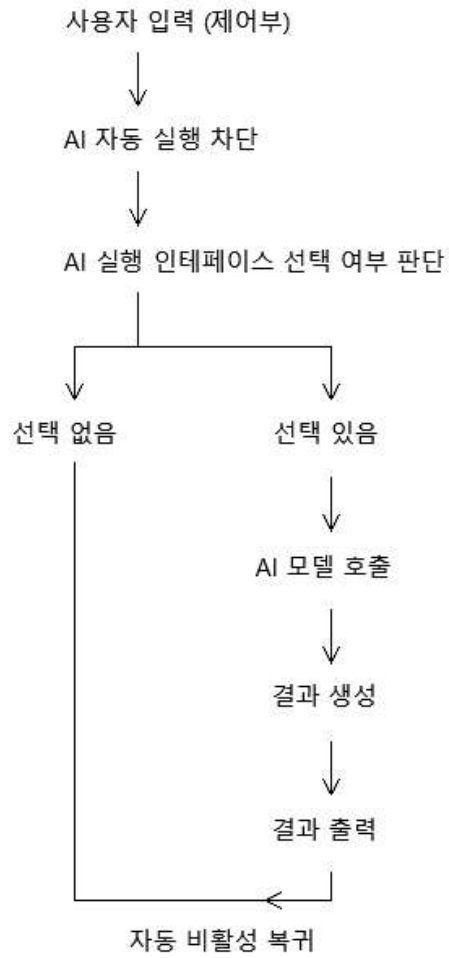 사용자 입력 (제어부)
AI 자동 실행 차단
AI 실행 인테페이스 선택 여부 판단
선택 없음
선택 있음
AI 모델 호출
결과 생성
결과 출력
자동 비활성 복귀